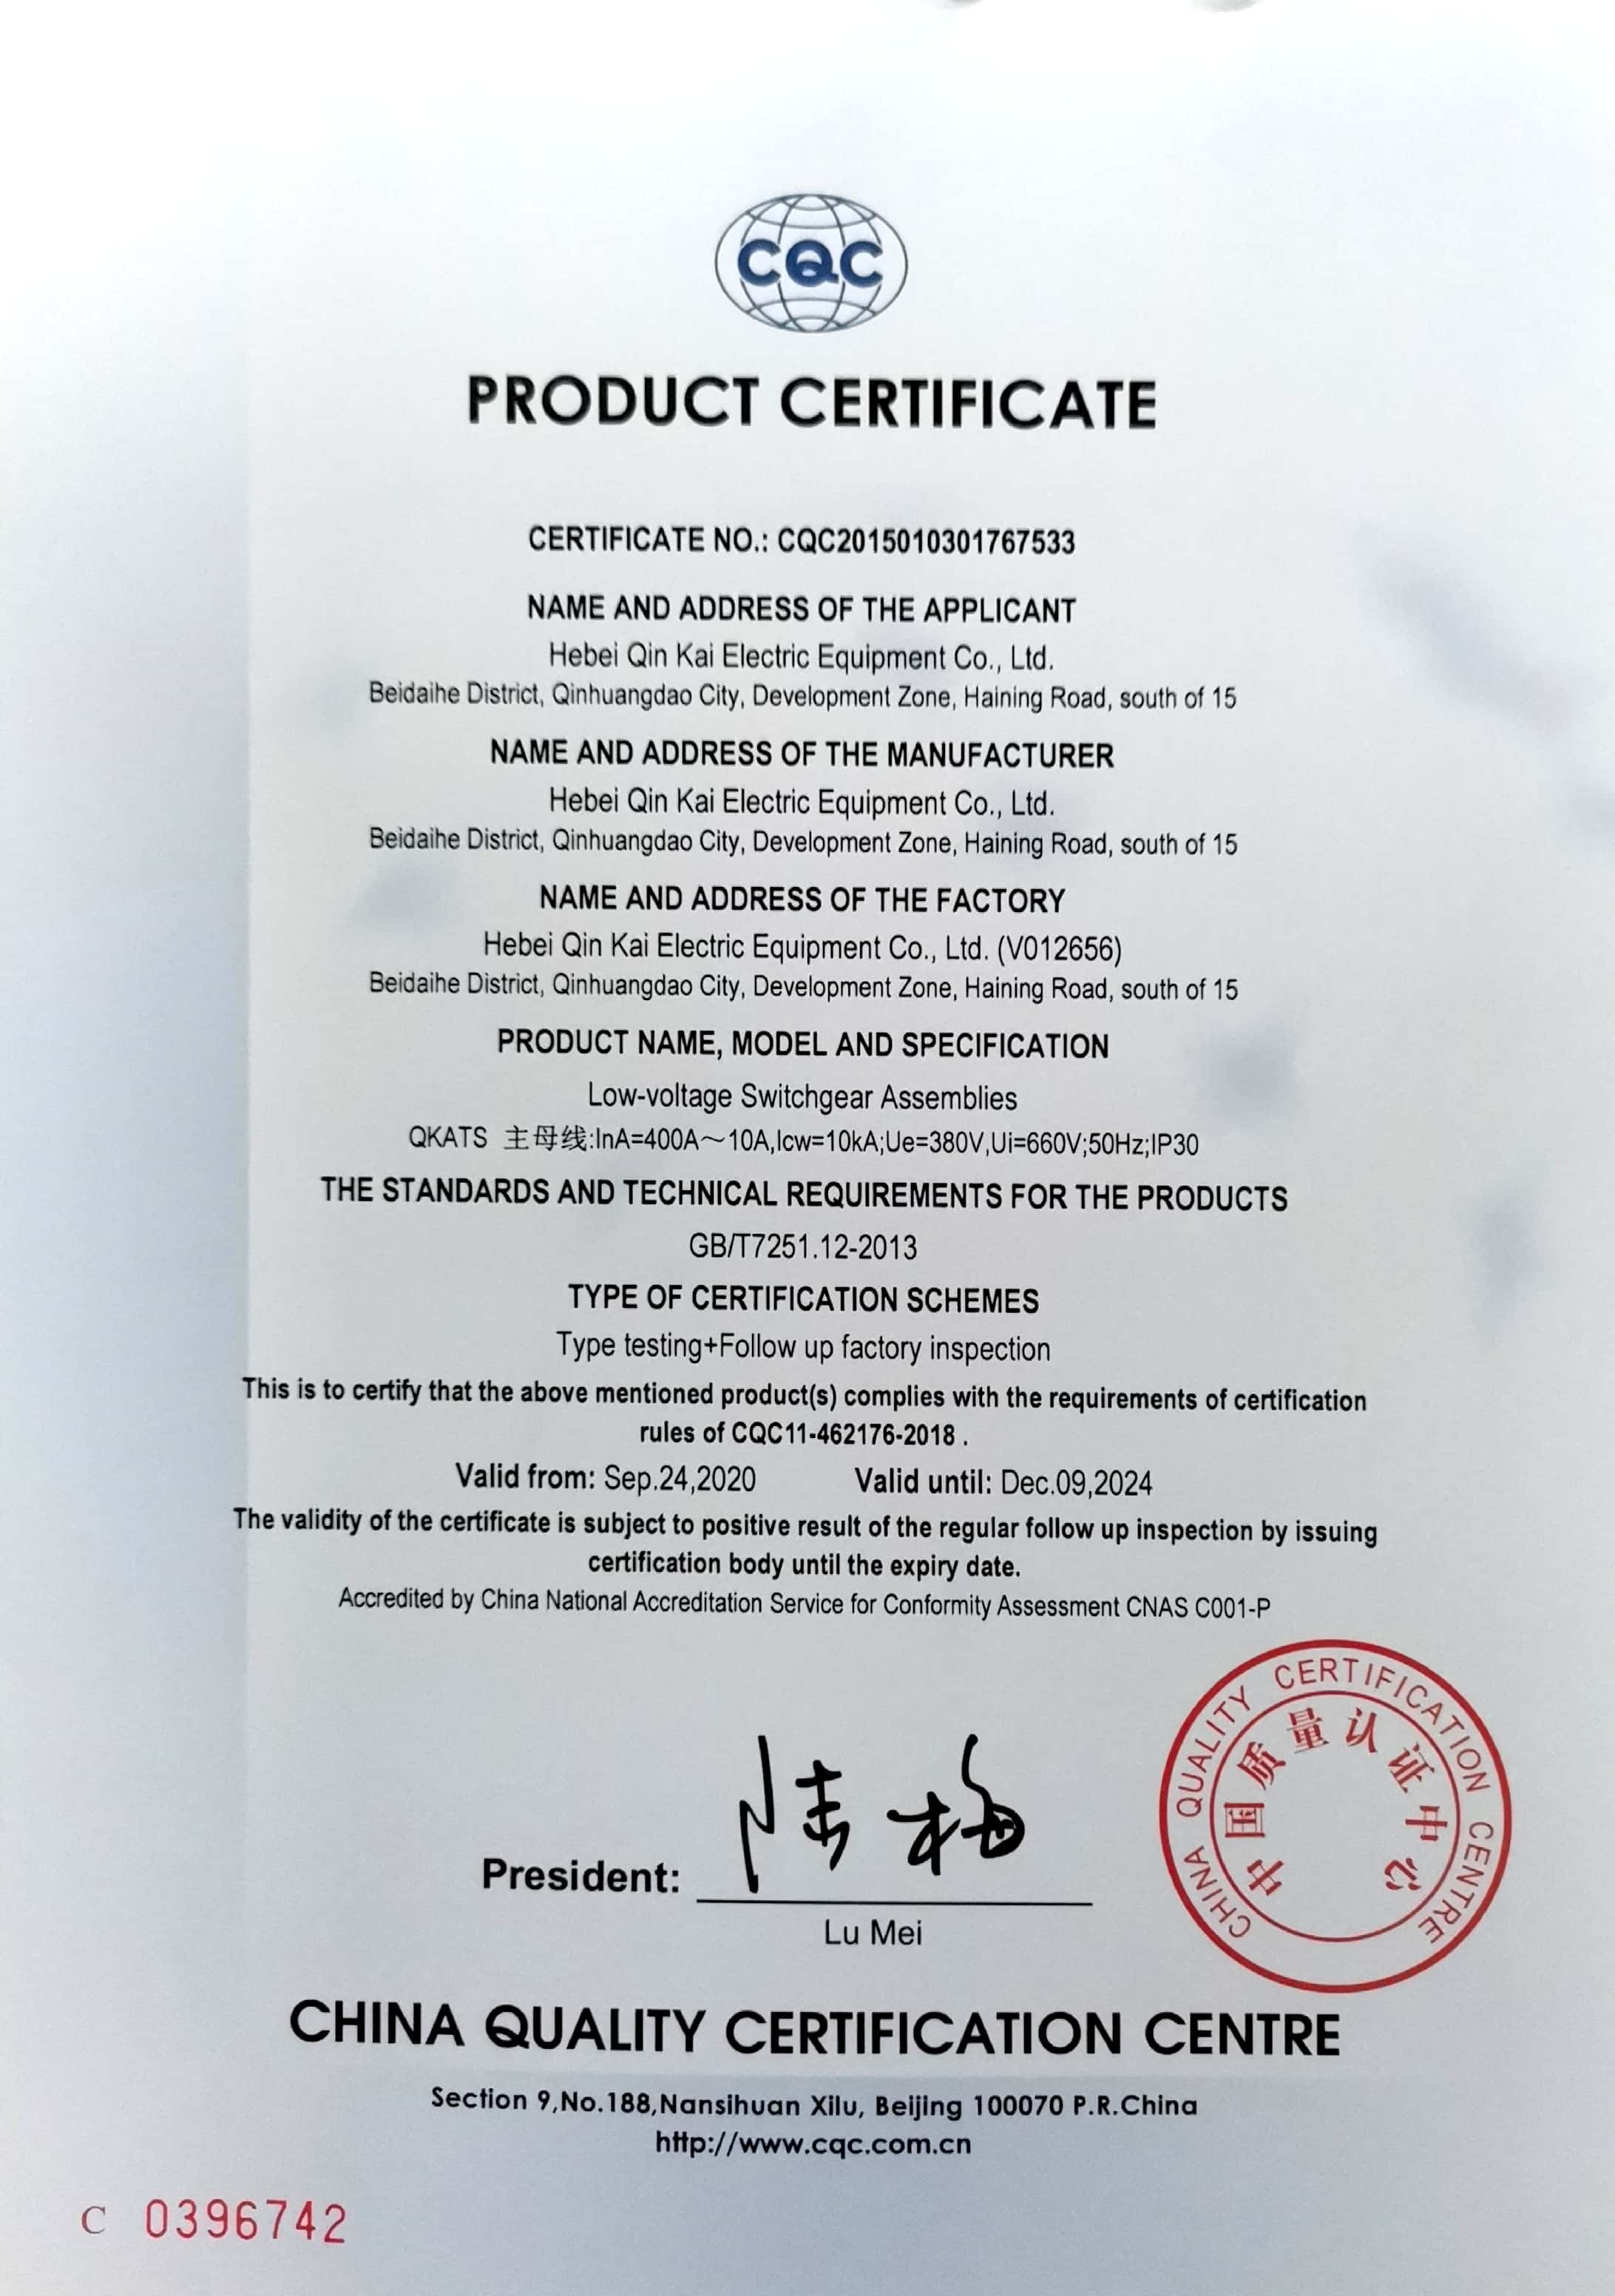 CQC
PRODUCT CERTIFICATE
CERTIFICATE NO.: CQC2015010301767533
NAME AND ADDRESS OF THE APPLICANT
Hebei Qin Kai Electric Equipment Co., Ltd.
Beidaihe District, Qinhuangdao City, Development Zone, Haining Road, south of 15
NAME AND ADDRESS OF THE MANUFACTURER
Hebei Qin Kai Electric Equipment Co., Ltd.
Beidaihe District, Qinhuangdao City, Development Zone, Haining Road, south of 15
NAME AND ADDRESS OF THE FACTORY
Hebei Qin Kai Electric Equipment Co., Ltd. (V012656)
Beidaihe District, Qinhuangdao City, Development Zone, Haining Road, south of 15
PRODUCT NAME, MODEL AND SPECIFICATION
Low-voltage Switchgear Assemblies
QKATS 主母线:InA=400A～10A,Icw=10kA;Ue=380V,Ui=660V;50Hz;IP30
THE STANDARDS AND TECHNICAL REQUIREMENTS FOR THE PRODUCTS
GB/T7251.12-2013
TYPE OF CERTIFICATION SCHEMES
Type testing+Follow up factory inspection
This is to certify that the above mentioned product(s) complies with the requirements of certification
rules of CQC11-462176-2018 .
Valid from: Sep.24,2020 Valid until: Dec.09,2024
The validity of the certificate is subject to positive result of the regular follow up inspection by issuing
certification body until the expiry date.
Accredited by China National Accreditation Service for Conformity Assessment CNAS C001-P
CHINA QUALITY CERTIFICATION CENTRE
中国质量认证中心
President: 陆梅
Lu Mei
CHINA QUALITY CERTIFICATION CENTRE
Section 9,No.188,Nansihuan Xilu, Beijing 100070 P.R.China
http://www.cqc.com.cn
C 0396742